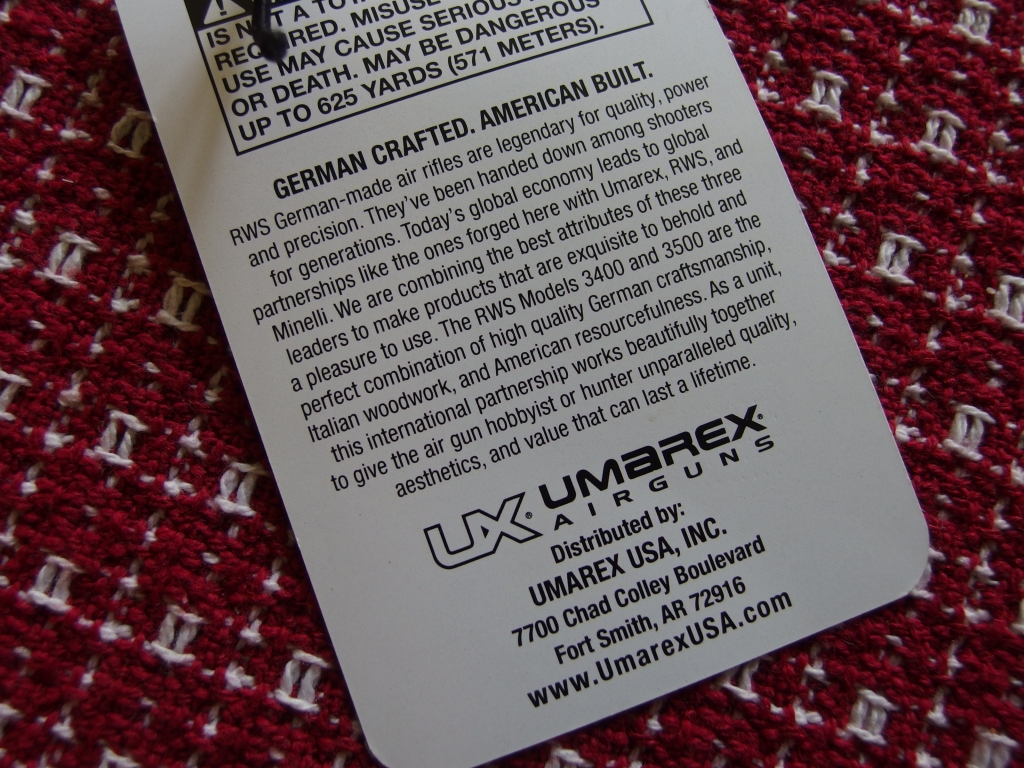 IS NOT A TO
REQUIRED. MISUSE
USE MAY CAUSE SERIOUS
OR DEATH. MAY BE DANGEROUS
UP TO 625 YARDS (571 METERS).
GERMAN CRAFTED. AMERICAN BUILT.
RWS German-made air rifles are legendary for quality, power
and precision. They've been handed down among shooters
for generations. Today's global economy leads to global
partnerships like the ones forged here with Umarex, RWS, and
Minelli. We are combining the best attributes of these three
leaders to make products that are exquisite to behold and
a pleasure to use. The RWS Models 3400 and 3500 are the
perfect combination of high quality German craftsmanship,
Italian woodwork, and American resourcefulness. As a unit,
this international partnership works beautifully together
to give the air gun hobbyist or hunter unparalleled quality,
aesthetics, and value that can last a lifetime.
UX® UMAREX®
AIRGUNS
Distributed by:
UMAREX USA, INC.
7700 Chad Colley Boulevard
Fort Smith, AR 72916
www.UmarexUSA.com